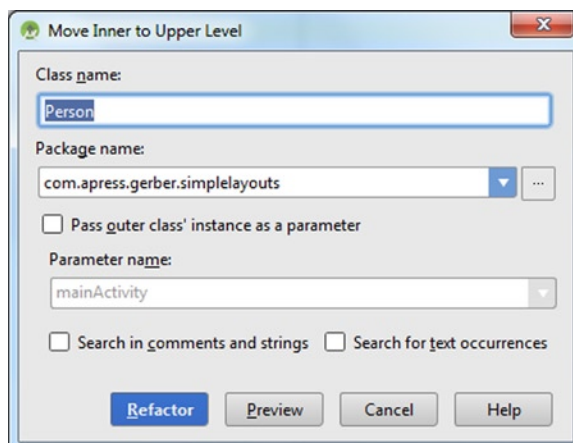 Move Inner to Upper Level
Class name:
Person
Package name:
com.apress.gerber.simplelayouts
...
Pass outer class' instance as a parameter
Parameter name:
mainActivity
Search in comments and strings Search for text occurrences
Refactor Preview Cancel Help